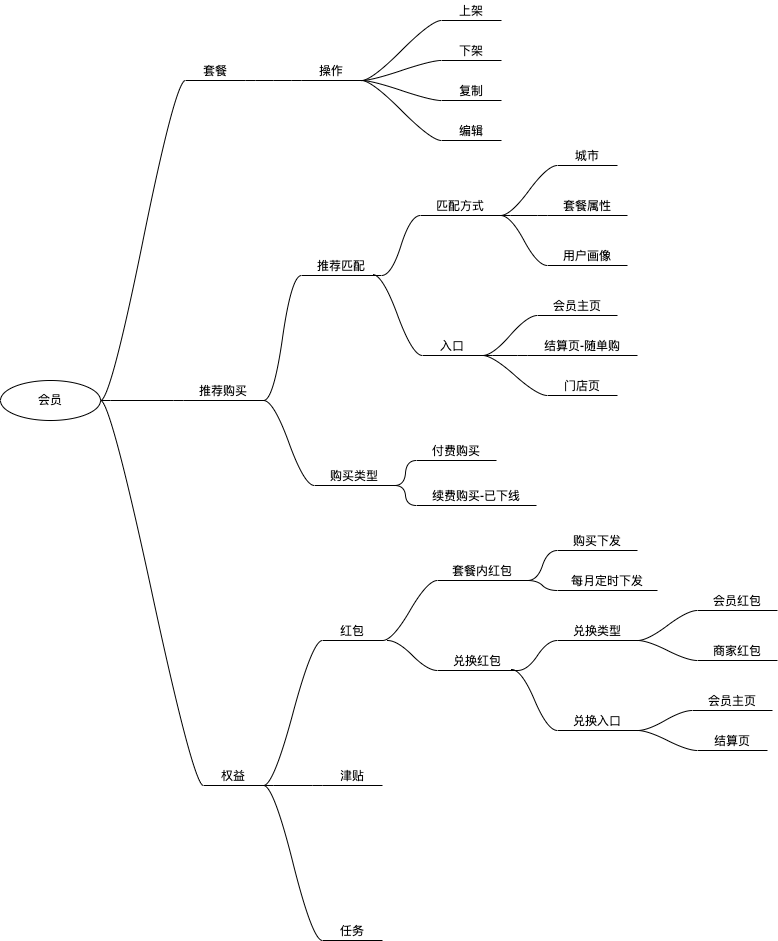 上架
下架
套餐
操作
复制
编辑
城市
匹配方式
套餐属性
用户画像
推荐匹配
会员主页
入口
结算页-随单购
门店页
会员
推荐购买
付费购买
购买类型
续费购买-已下线
购买下发
套餐内红包
每月定时下发
会员红包
红包
兑换类型
兑换红包
商家红包
会员主页
兑换入口
结算页
权益
津贴
任务